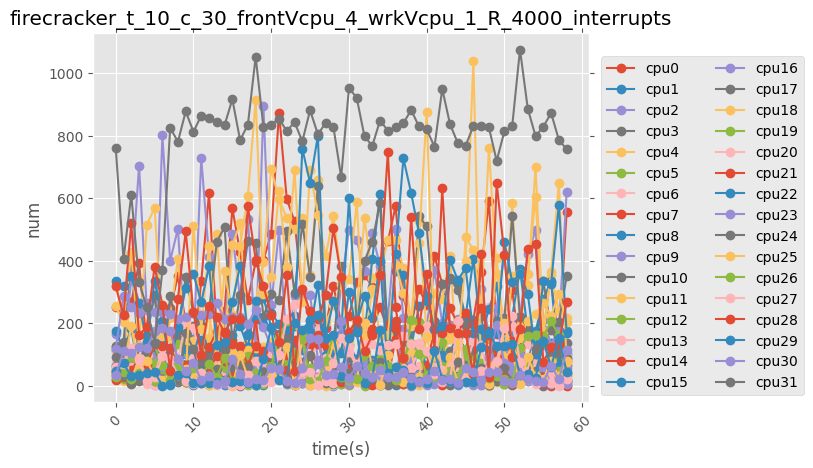 firecracker_t_10_c_30_frontVcpu_4_wrkVcpu_1_R_4000_interrupts
num
1000
800
600
400
200
0
0
10
20
30
40
50
60
time(s)
cpu0
cpu1
cpu2
cpu3
cpu4
cpu5
cpu6
cpu7
cpu8
cpu9
cpu10
cpu11
cpu12
cpu13
cpu14
cpu15
cpu16
cpu17
cpu18
cpu19
cpu20
cpu21
cpu22
cpu23
cpu24
cpu25
cpu26
cpu27
cpu28
cpu29
cpu30
cpu31